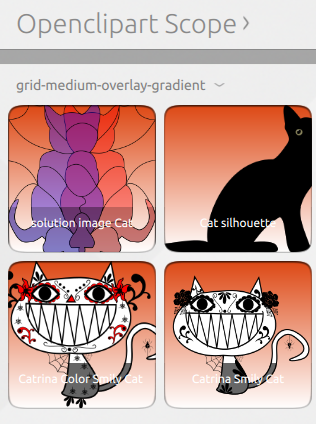 Openclipart Scope ›
grid-medium-overlay-gradient
solution image Cat
Cat silhouette
Catrina Color Smily Cat
Catrina Smily Cat